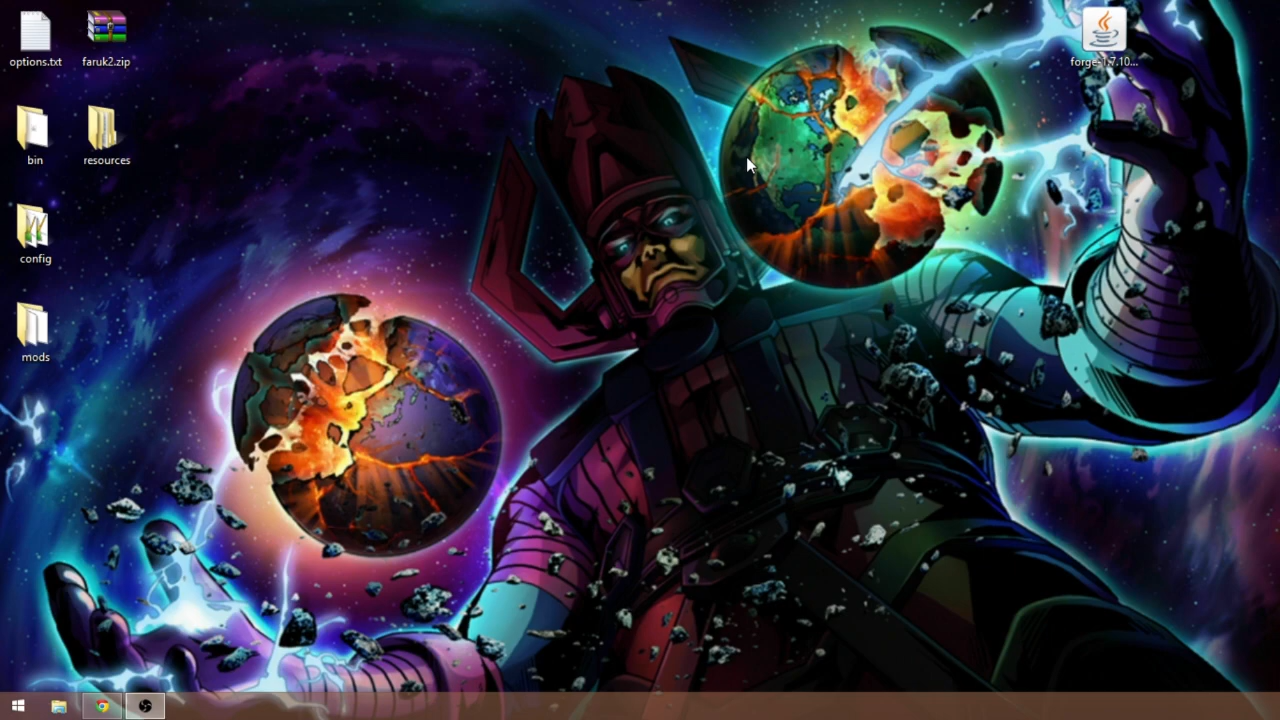 options.txt
faruk2.zip
forge-1.7.10...
bin
resources
config
mods